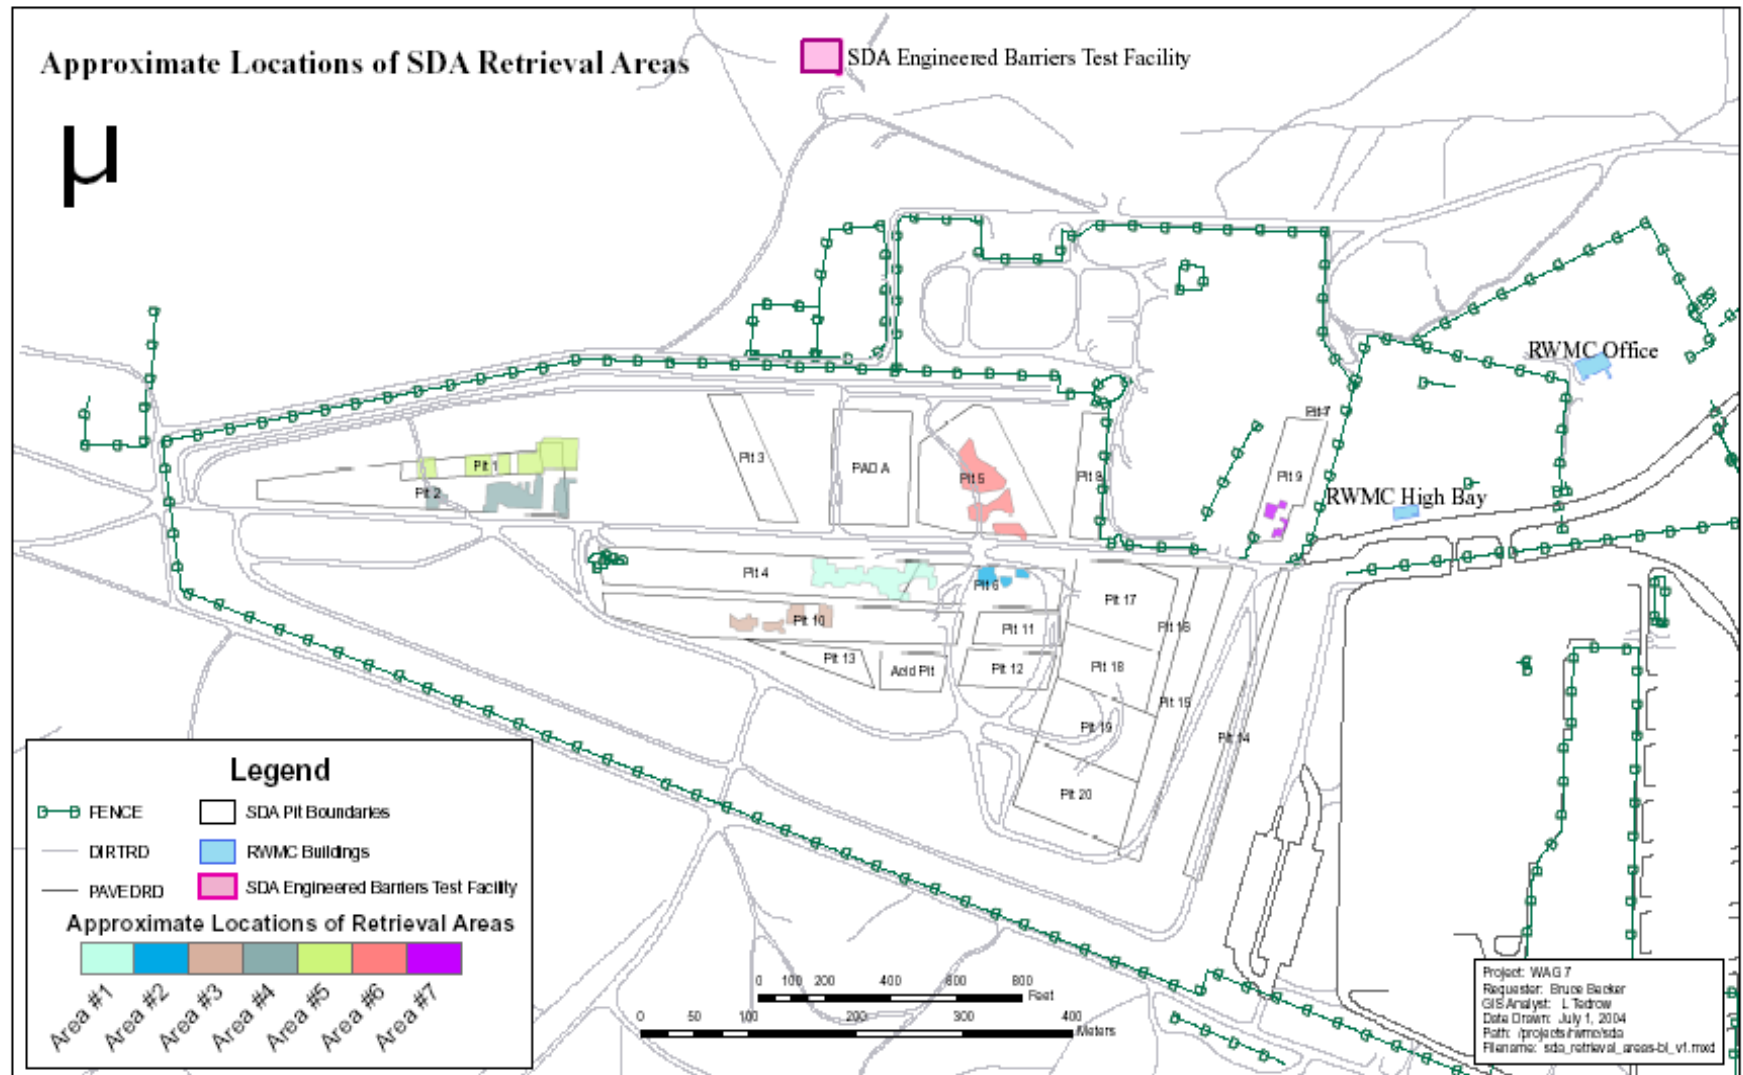 Approximate Locations of SDA Retrieval Areas
SDA Engineered Barriers Test Facility
μ
RWMC Office
RWMC High Bay
Pit 1
Pit 2
Pit 3
PAD A
Pit 5
Pit 8
Pit 7
Pit 9
Pit 4
Pit 6
Pit 10
Pit 11
Pit 12
Pit 13
Acid Pit
Pit 17
Pit 16
Pit 18
Pit 15
Pit 19
Pit 14
Pit 20
Legend
FENCE
SDA Pit Boundaries
DIRTRD
RWMC Buildings
PAVEDRD
SDA Engineered Barriers Test Facility
Approximate Locations of Retrieval Areas
Area #1
Area #2
Area #3
Area #4
Area #5
Area #6
Area #7
0 100 200 400 600 800
Feet
0 50 100 200 300 400
Meters
Project: WAG 7
Requester: Bruce Becker
GIS Analyst: L Tedrow
Date Drawn: July 1, 2004
Path: /projects/rwmc/sda
Filename: sda_retrieval_areas-bl_v1.mxd